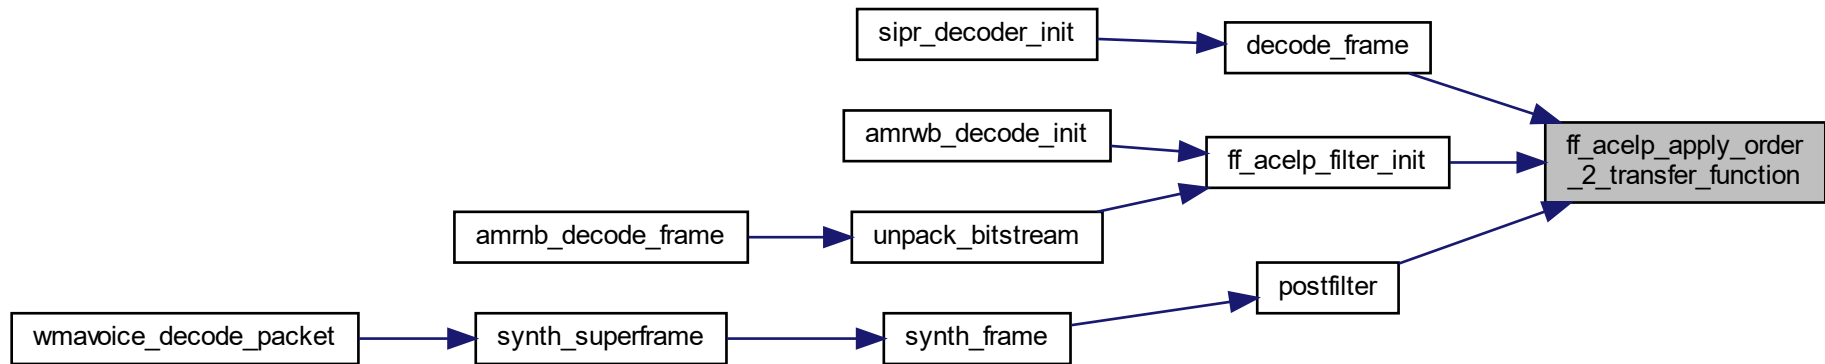 sipr_decoder_init
decode_frame
amrwb_decode_init
ff_acelp_filter_init
ff_acelp_apply_order
_2_transfer_function
amrnb_decode_frame
unpack_bitstream
postfilter
wmavoice_decode_packet
synth_superframe
synth_frame